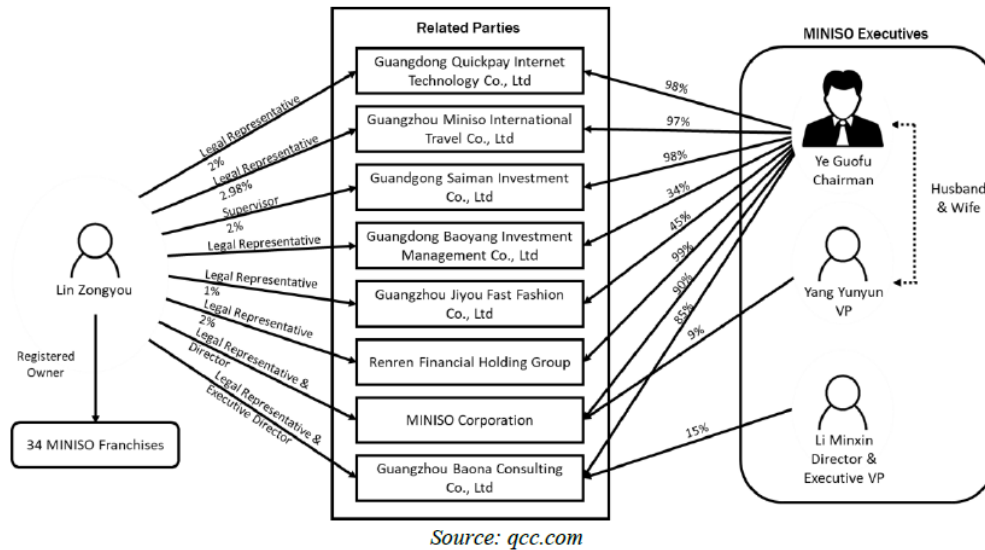 Related Parties
MINISO Executives
Guangdong Quickpay Internet
Technology Co., Ltd
Guangzhou Miniso International
Travel Co., Ltd
Guandgong Saiman Investment
Co., Ltd
Guangdong Baoyang Investment
Management Co., Ltd
Guangzhou Jiyou Fast Fashion
Co., Ltd
Renren Financial Holding Group
MINISO Corporation
Guangzhou Baona Consulting
Co., Ltd
Legal Representative
2%
Legal Representative
2.98%
Supervisor
2%
Legal Representative
Legal Representative
1%
Legal Representative
2%
Legal Representative &
Director
Legal Representative &
Executive Director
Lin Zongyou
Registered
Owner
34 MINISO Franchises
98%
97%
98%
34%
45%
99%
90%
85%
9%
15%
Ye Guofu
Chairman
Husband
& Wife
Yang Yunyun
VP
Li Minxin
Director &
Executive VP
Source: qcc.com